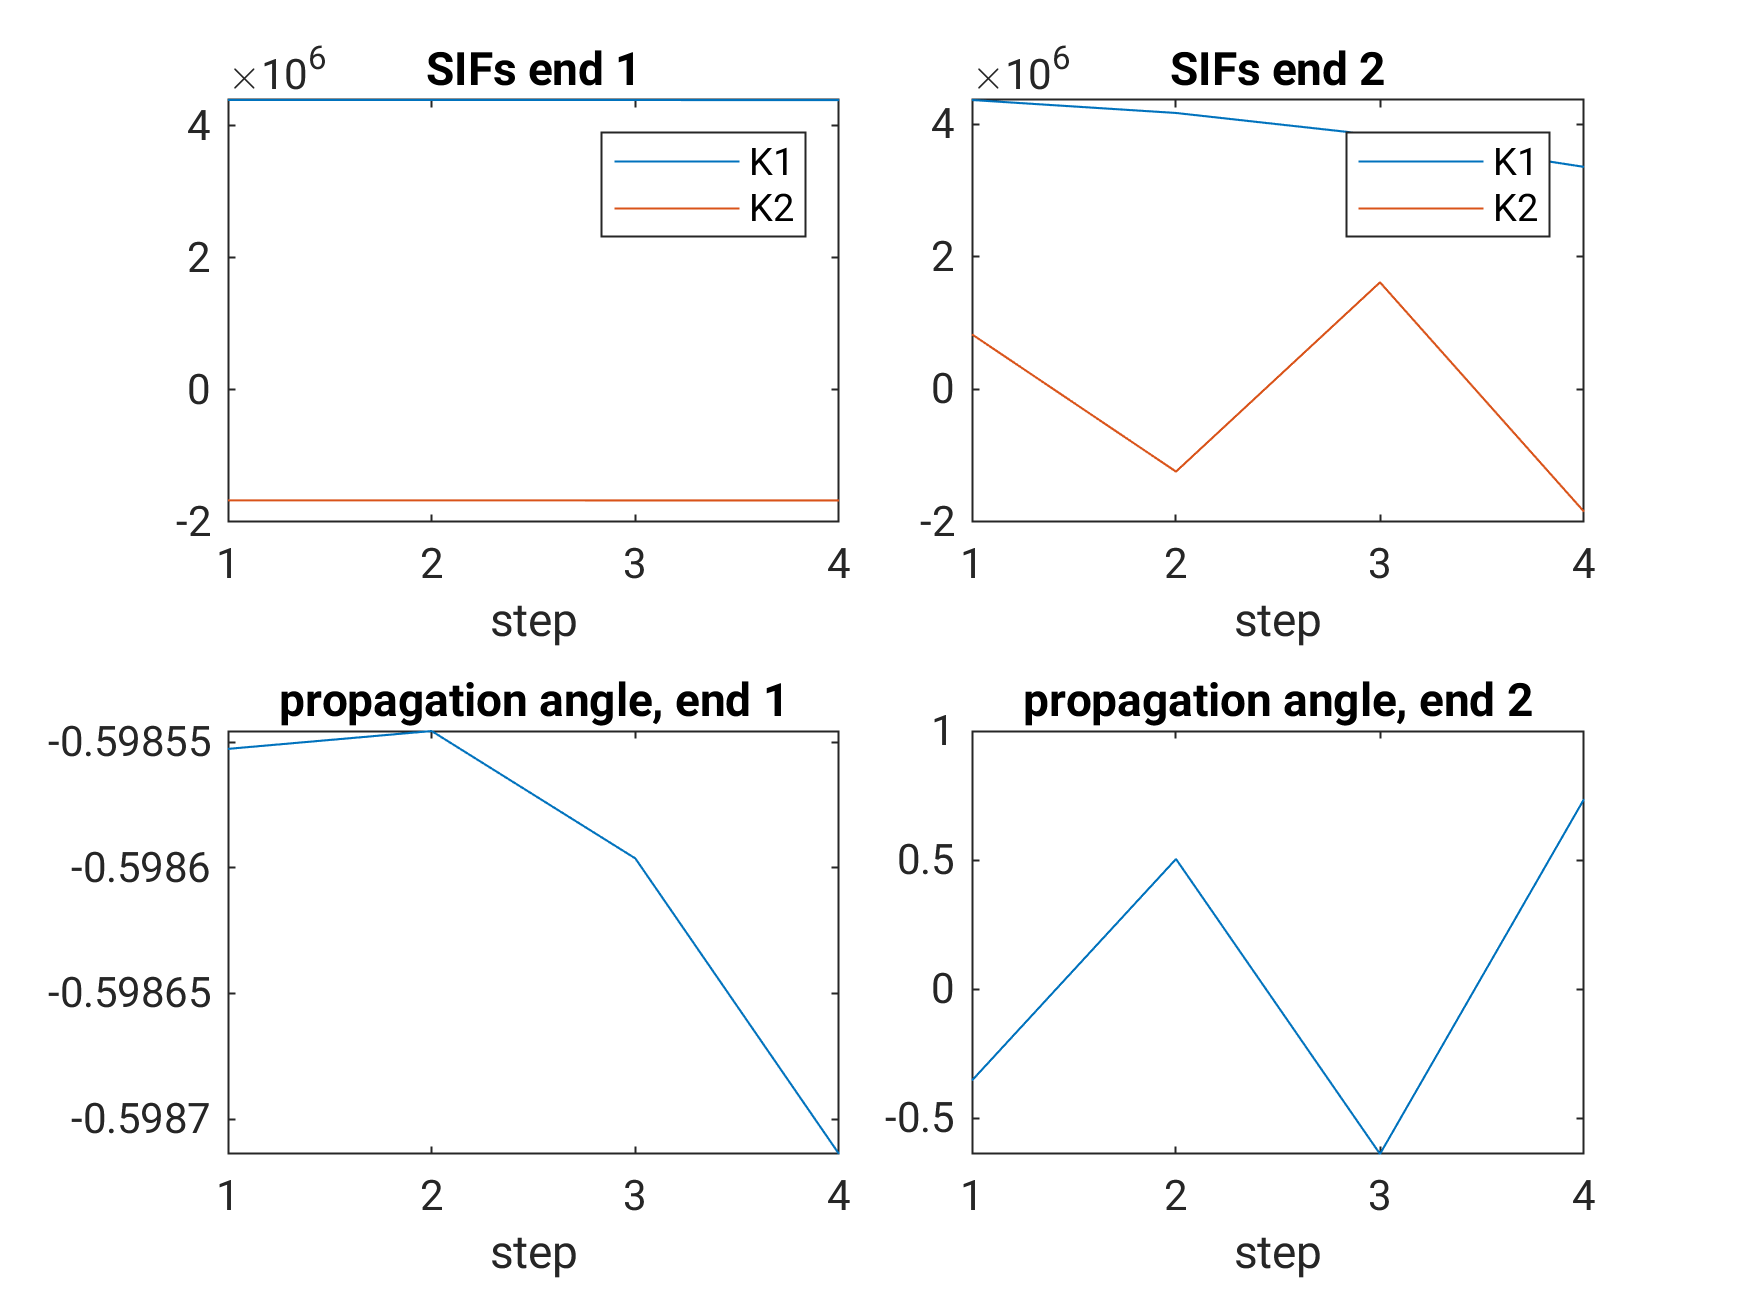 ×10^6
SIFs end 1
4
2
0
-2
K1
K2
1 2 3 4
step
×10^6
SIFs end 2
4
2
0
-2
K1
K2
1 2 3 4
step
propagation angle, end 1
-0.59855
-0.5986
-0.59865
-0.5987
1 2 3 4
step
propagation angle, end 2
1
0.5
0
-0.5
1 2 3 4
step